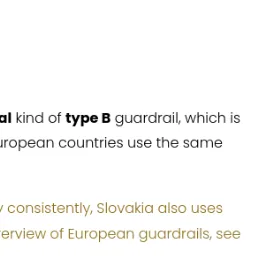 al kind of type B guardrail, which is
uropean countries use the same
y consistently, Slovakia also uses
erview of European guardrails, see